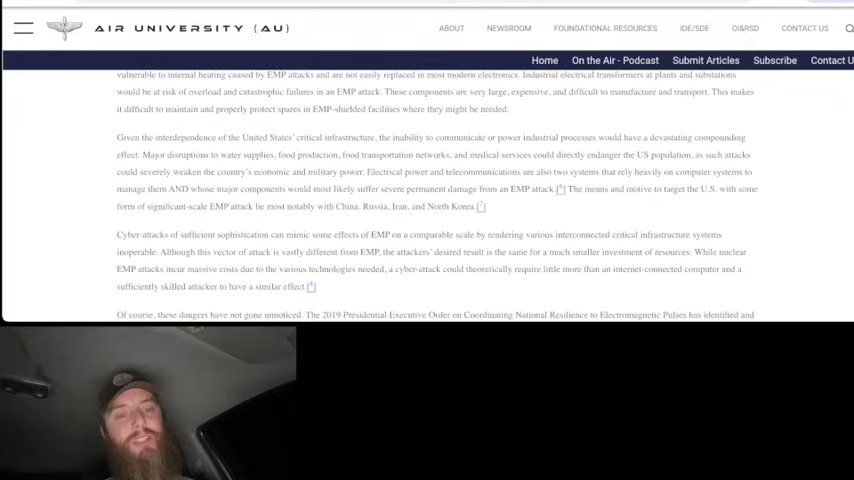 AIR UNIVERSITY (AU)
ABOUT NEWSROOM FOUNDATIONAL RESOURCES IDE/SDE OI&RSD CONTACT US
Home On the Air - Podcast Submit Articles Subscribe Contact U
vulnerable to internal heating caused by EMP attacks and are not easily replaced in most modern electronics. Industrial electrical transformers at plants and substations
would be at risk of overload and catastrophic failures in an EMP attack. These components are very large, expensive, and difficult to manufacture and transport. This makes
it difficult to maintain and properly protect spares in EMP-shielded facilities where they might be needed.
Given the interdependence of the United States' critical infrastructure, the inability to communicate or power industrial processes would have a devastating compounding
effect. Major disruptions to water supplies, food production, food transportation networks, and medical services could directly endanger the US population, as such attacks
could severely weaken the country's economic and military power. Electrical power and telecommunications are also two systems that rely heavily on computer systems to
manage them AND whose major components would most likely suffer severe permanent damage from an EMP attack.[6] The means and motive to target the U.S. with some
form of significant-scale EMP attack lie most notably with China, Russia, Iran, and North Korea.[7]
Cyber-attacks of sufficient sophistication can mimic some effects of EMP on a comparable scale by rendering various interconnected critical infrastructure systems
inoperable. Although this vector of attack is vastly different from EMP, the attackers' desired result is the same for a much smaller investment of resources. While nuclear
EMP attacks incur massive costs due to the various technologies needed, a cyber-attack could theoretically require little more than an internet-connected computer and a
sufficiently skilled attacker to have a similar effect.[8]
Of course, these dangers have not gone unnoticed. The 2019 Presidential Executive Order on Coordinating National Resilience to Electromagnetic Pulses has identified and